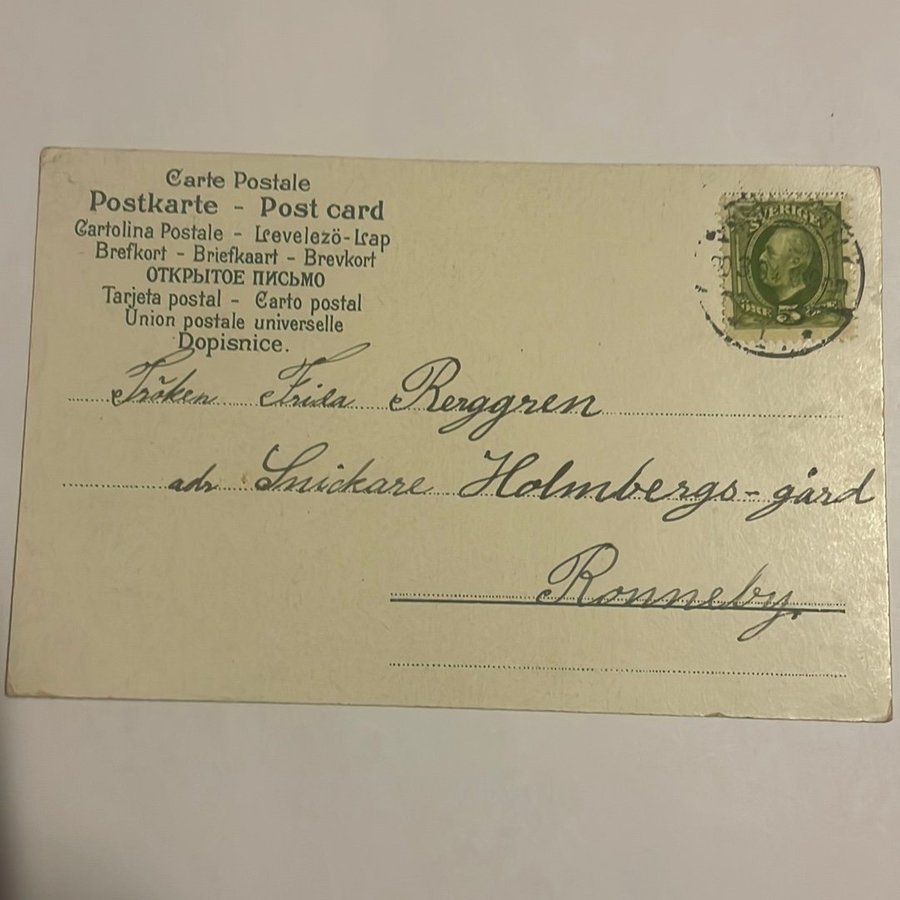 Carte Postale
Postkarte - Post card
Cartolina Postale - Levelezö-Lap
Brefkort - Briefkaart - Brevkort
ОТКРЫТОЕ ПИСЬМО
Tarjeta postal - Carto postal
Union postale universelle
Dopisnice.
SVERIGE
5
Fröken Frida Berggren
adr Snickare Holmbergs-gård
Ronneby.